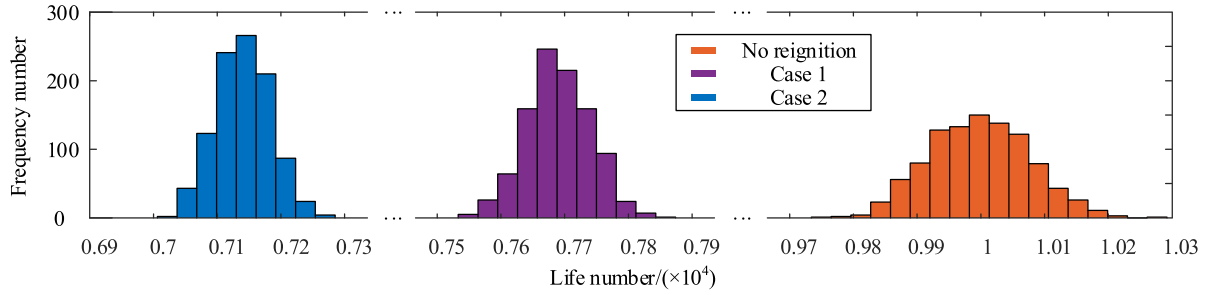 300
200
100
0
Frequency number
... ...
No reignition
Case 1
Case 2
... ...
0.69 0.7 0.71 0.72 0.73 0.75 0.76 0.77 0.78 0.79 0.97 0.98 0.99 1 1.01 1.02 1.03
Life number/(×10⁴)